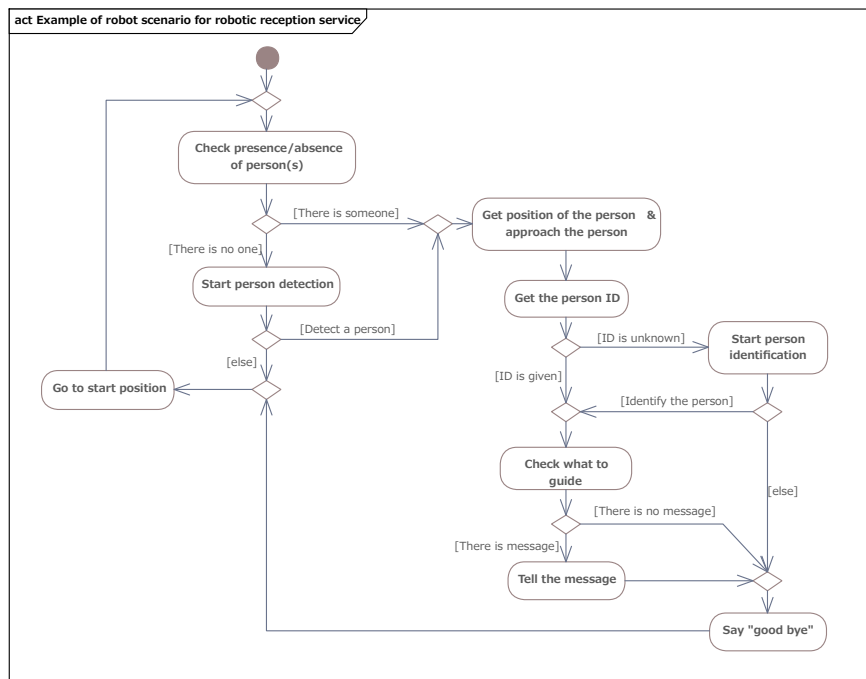 act Example of robot scenario for robotic reception service
Check presence/absence
of person(s)
[There is someone]
Get position of the person &
approach the person
[There is no one]
Start person detection
Get the person ID
[Detect a person]
[ID is unknown]
Start person
identification
[else]
[ID is given]
Go to start position
[Identify the person]
Check what to
guide
[else]
[There is no message]
[There is message]
Tell the message
Say "good bye"